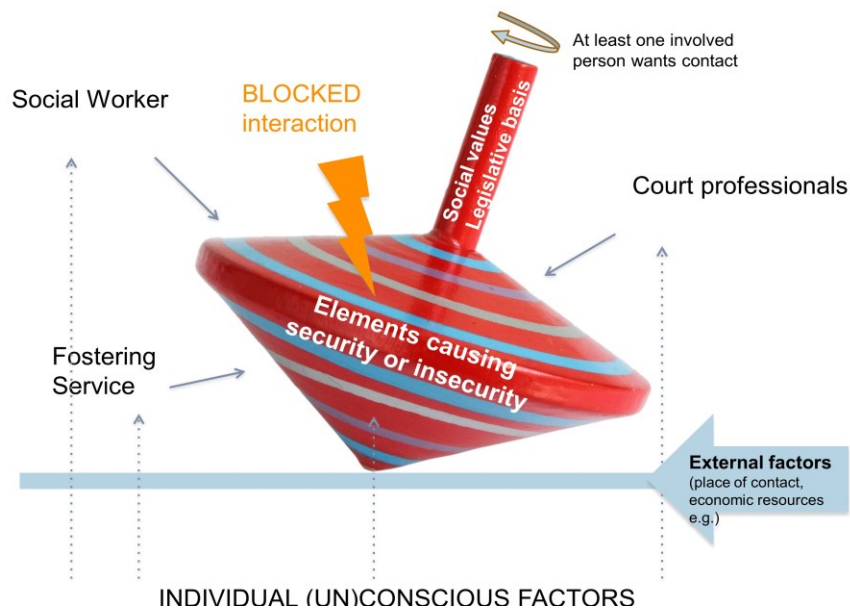 At least one involved
person wants contact
Social Worker
BLOCKED
interaction
Social values
Legislative basis
Court professionals
Elements causing
security or insecurity
Fostering
Service
External factors
(place of contact,
economic resources
e.g.)
INDIVIDUAL (UN)CONSCIOUS FACTORS